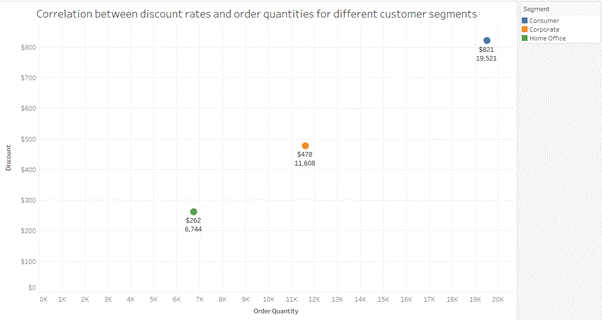 Correlation between discount rates and order quantities for different customer segments
Segment
Consumer
Corporate
Home Office
$800
$700
$600
$500
$400
$300
$200
$100
$0
Discount
$821
19,521
$478
11,608
$262
6,744
0K 1K 2K 3K 4K 5K 6K 7K 8K 9K 10K 11K 12K 13K 14K 15K 16K 17K 18K 19K 20K
Order Quantity